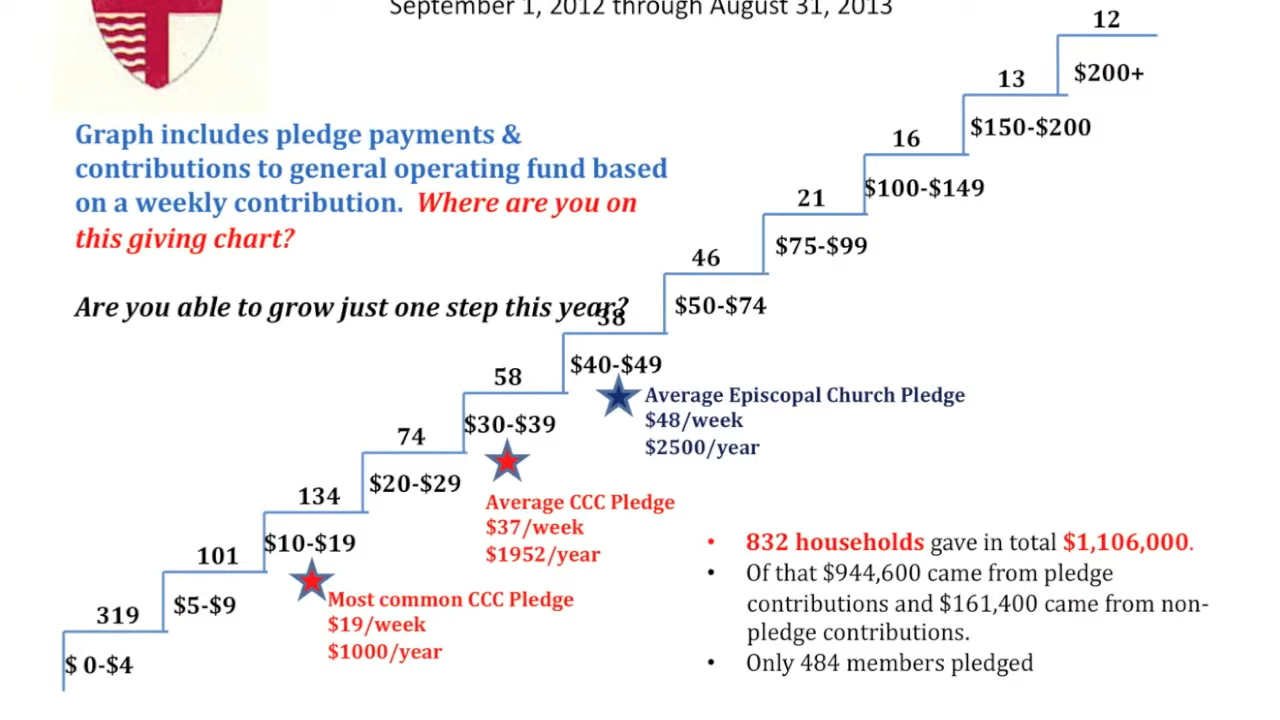 September 1, 2012 through August 31, 2013
12
$200+
13
$150-$200
16
$100-$149
21
$75-$99
46
$50-$74
38
$40-$49
58
$30-$39
74
$20-$29
134
$10-$19
101
$5-$9
319
$ 0-$4
Graph includes pledge payments &
contributions to general operating fund based
on a weekly contribution. Where are you on
this giving chart?
Are you able to grow just one step this year?
Average Episcopal Church Pledge
$48/week
$2500/year
Average CCC Pledge
$37/week
$1952/year
Most common CCC Pledge
$19/week
$1000/year
• 832 households gave in total $1,106,000.
• Of that $944,600 came from pledge
contributions and $161,400 came from non-
pledge contributions.
• Only 484 members pledged